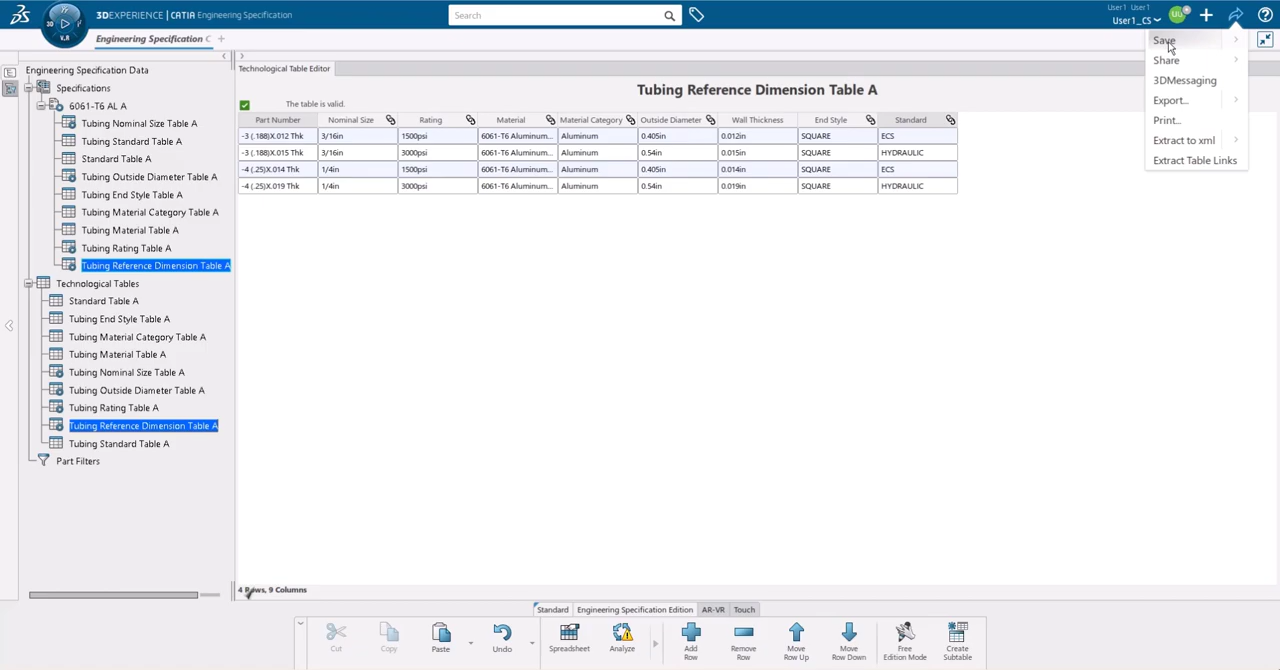 3DEXPERIENCE | CATIA Engineering Specification
Search
User1 User1
User1_CS
UU
V.R
3D
Engineering Specification C
Save
Share
3DMessaging
Export...
Print...
Extract to xml
Extract Table Links
Engineering Specification Data
Specifications
6061-T6 AL A
Tubing Nominal Size Table A
Tubing Standard Table A
Standard Table A
Tubing Outside Diameter Table A
Tubing End Style Table A
Tubing Material Category Table A
Tubing Material Table A
Tubing Rating Table A
Tubing Reference Dimension Table A
Technological Tables
Standard Table A
Tubing End Style Table A
Tubing Material Category Table A
Tubing Material Table A
Tubing Nominal Size Table A
Tubing Outside Diameter Table A
Tubing Rating Table A
Tubing Reference Dimension Table A
Tubing Standard Table A
Part Filters
Technological Table Editor
Tubing Reference Dimension Table A
The table is valid.
Part Number Nominal Size Rating Material Material Category Outside Diameter Wall Thickness End Style Standard
-3 (.188)X.012 Thk 3/16in 1500psi 6061-T6 Aluminum... Aluminum 0.405in 0.012in SQUARE ECS
-3 (.188)X.015 Thk 3/16in 3000psi 6061-T6 Aluminum... Aluminum 0.54in 0.015in SQUARE HYDRAULIC
-4 (.25)X.015 Thk 1/4in 1500psi 6061-T6 Aluminum... Aluminum 0.405in 0.014in SQUARE ECS
-4 (.25)X.019 Thk 1/4in 3000psi 6061-T6 Aluminum... Aluminum 0.54in 0.019in SQUARE HYDRAULIC
4 Rows, 9 Columns
Standard Engineering Specification Edition AR-VR Touch
Cut Copy Paste Undo Spreadsheet Analyze Add Row Remove Row Move Row Up Move Row Down Free Edition Mode Create Subtable